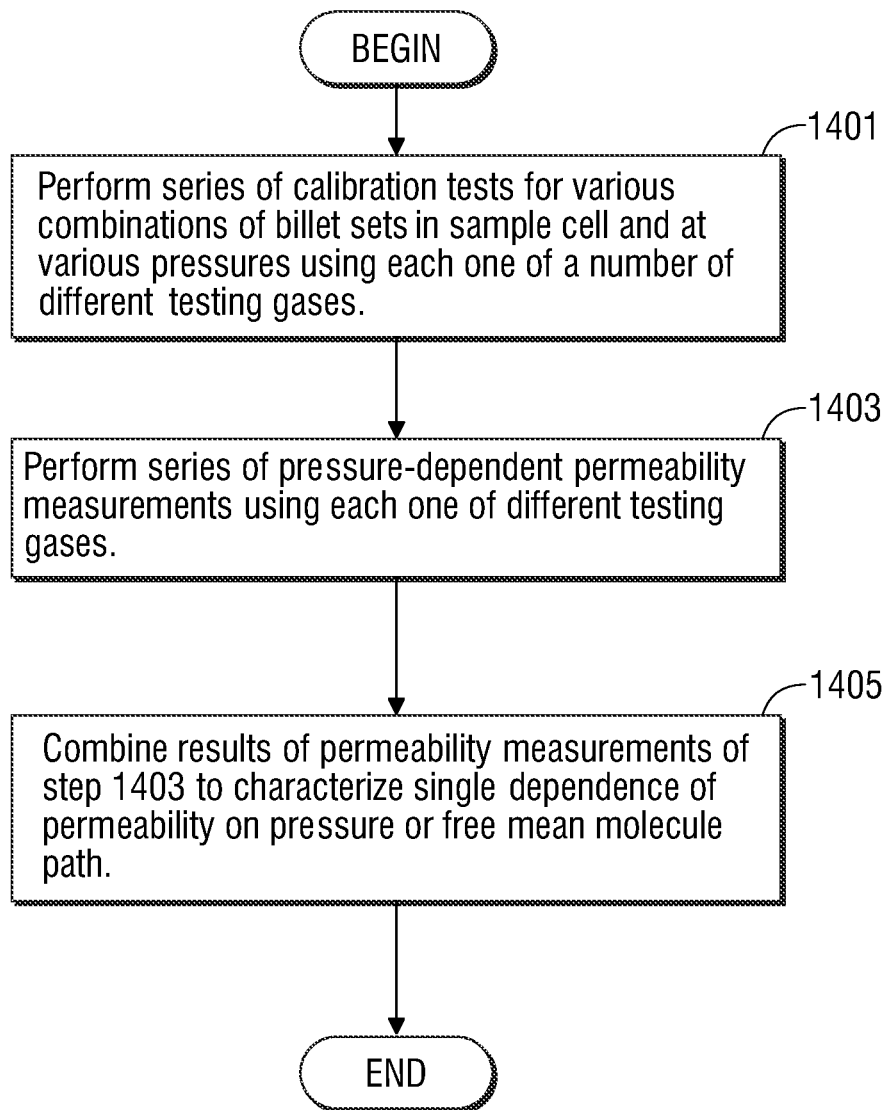 BEGIN
1401
Perform series of calibration tests for various
combinations of billet sets in sample cell and at
various pressures using each one of a number of
different testing gases.
1403
Perform series of pressure-dependent permeability
measurements using each one of different testing
gases.
1405
Combine results of permeability measurements of
step 1403 to characterize single dependence of
permeability on pressure or free mean molecule
path.
END